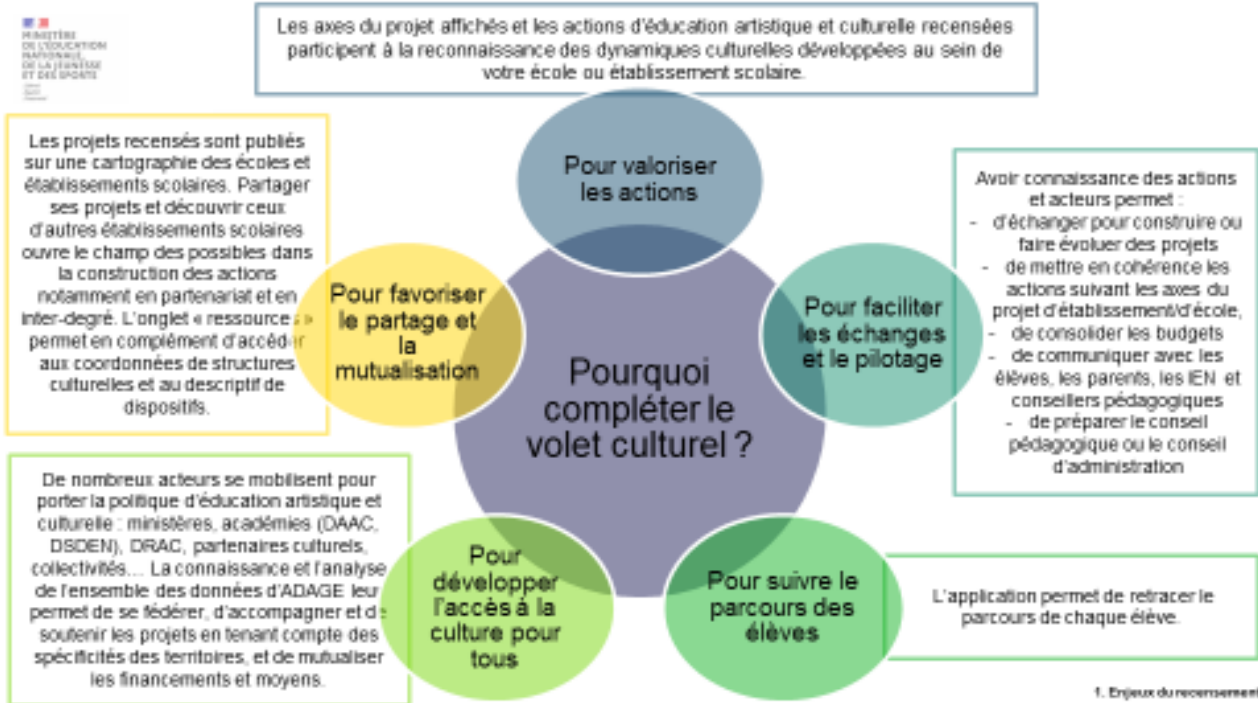 MINISTÈRE
DE L'ÉDUCATION
NATIONALE,
DE LA JEUNESSE
ET DES SPORTS
Les axes du projet affichés et les actions d'éducation artistique et culturelle recensées
participent à la reconnaissance des dynamiques culturelles développées au sein de
votre école ou établissement scolaire.
Les projets recensés sont publiés
sur une cartographie des écoles et
établissements scolaires. Partager
ses projets et découvrir ceux
d'autres établissements scolaires
ouvre le champ des possibles dans
la construction des actions
notamment en partenariat et en
inter-degré. L'onglet « ressources »
permet en complément d'accéder
aux coordonnées de structures
culturelles et au descriptif de
dispositifs.
Pour valoriser
les actions
Avoir connaissance des actions
et acteurs permet :
- d'échanger pour construire ou
faire évoluer des projets
- de mettre en cohérence les
actions suivant les axes du
projet d'établissement/d'école,
- de consolider les budgets
- de communiquer avec les
élèves, les parents, les IEN et
conseillers pédagogiques
- de préparer le conseil
pédagogique ou le conseil
d'administration
Pour favoriser
le partage et
la
mutualisation
Pour faciliter
les échanges
et le pilotage
Pourquoi
compléter le
volet culturel ?
De nombreux acteurs se mobilisent pour
porter la politique d'éducation artistique et
culturelle : ministères, académies (DAAC,
DSDEN), DRAC, partenaires culturels,
collectivités… La connaissance et l'analyse
de l'ensemble des données d'ADAGE leur
permet de se fédérer, d'accompagner et de
soutenir les projets en tenant compte des
spécificités des territoires, et de mutualiser
les financements et moyens.
Pour
développer
l'accès à la
culture pour
tous
Pour suivre le
parcours des
élèves
L'application permet de retracer le
parcours de chaque élève.
1. Enjeux du recensement